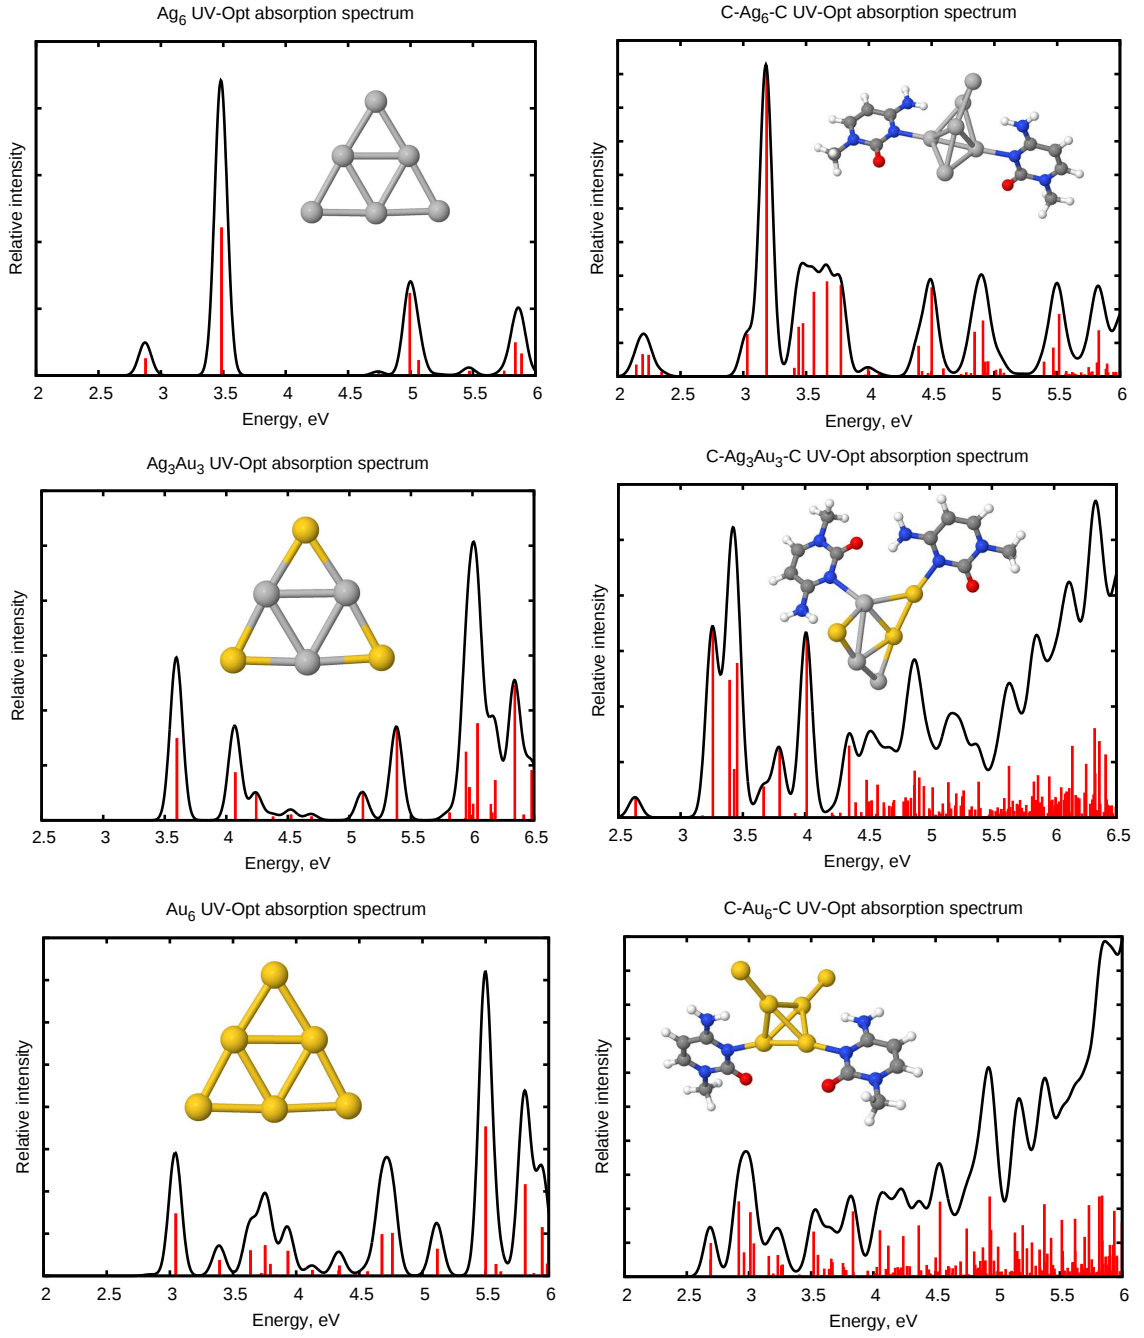 Ag6 UV-Opt absorption spectrum
Relative intensity
2 2.5 3 3.5 4 4.5 5 5.5 6
Energy, eV
C-Ag6-C UV-Opt absorption spectrum
Relative intensity
2 2.5 3 3.5 4 4.5 5 5.5 6
Energy, eV
Ag3Au3 UV-Opt absorption spectrum
Relative intensity
2.5 3 3.5 4 4.5 5 5.5 6 6.5
Energy, eV
C-Ag3Au3-C UV-Opt absorption spectrum
Relative intensity
2.5 3 3.5 4 4.5 5 5.5 6 6.5
Energy, eV
Au6 UV-Opt absorption spectrum
Relative intensity
2 2.5 3 3.5 4 4.5 5 5.5 6
Energy, eV
C-Au6-C UV-Opt absorption spectrum
Relative intensity
2 2.5 3 3.5 4 4.5 5 5.5 6
Energy, eV